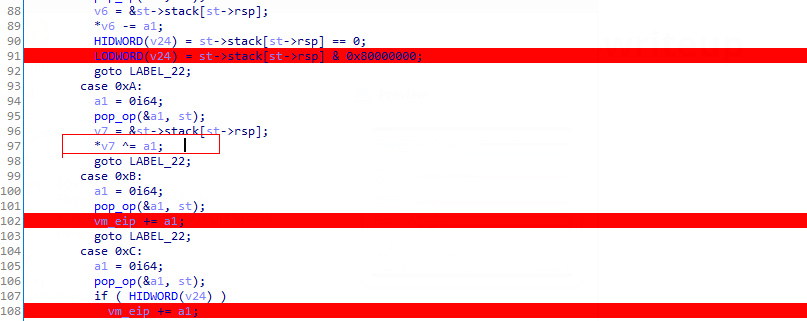 88 v6 = &st->stack[st->rsp];
89 *v6 -= a1;
90 HIDWORD(v24) = st->stack[st->rsp] == 0;
91 LODWORD(v24) = st->stack[st->rsp] & 0x80000000;
92 goto LABEL_22;
93 case 0xA:
94 a1 = 0i64;
95 pop_op(&a1, st);
96 v7 = &st->stack[st->rsp];
97 *v7 ^= a1;
98 goto LABEL_22;
99 case 0xB:
100 a1 = 0i64;
101 pop_op(&a1, st);
102 vm_eip += a1;
103 goto LABEL_22;
104 case 0xC:
105 a1 = 0i64;
106 pop_op(&a1, st);
107 if ( HIDWORD(v24) )
108 vm_eip += a1;